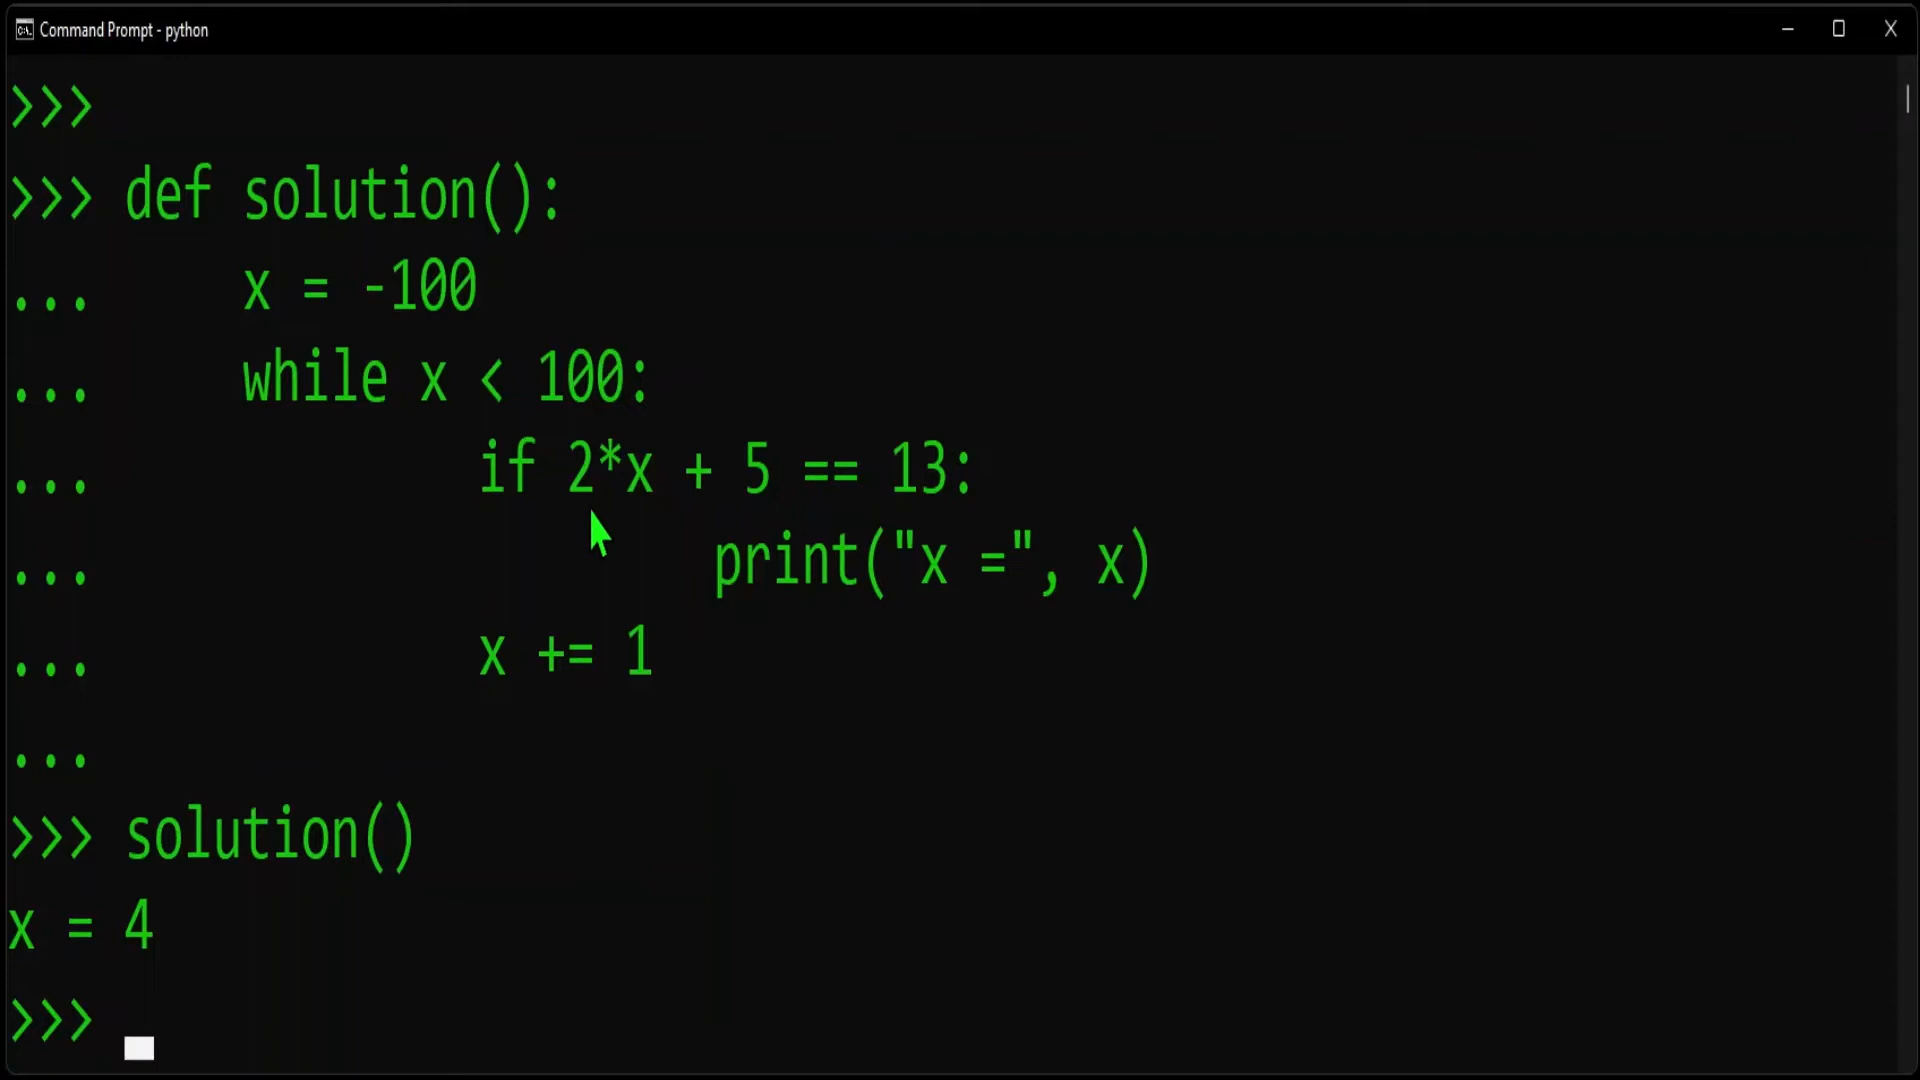 Command Prompt - python
>>>
>>> def solution():
...     x = -100
...     while x < 100:
...             if 2*x + 5 == 13:
...                     print("x =", x)
...             x += 1
...
>>> solution()
x = 4
>>>